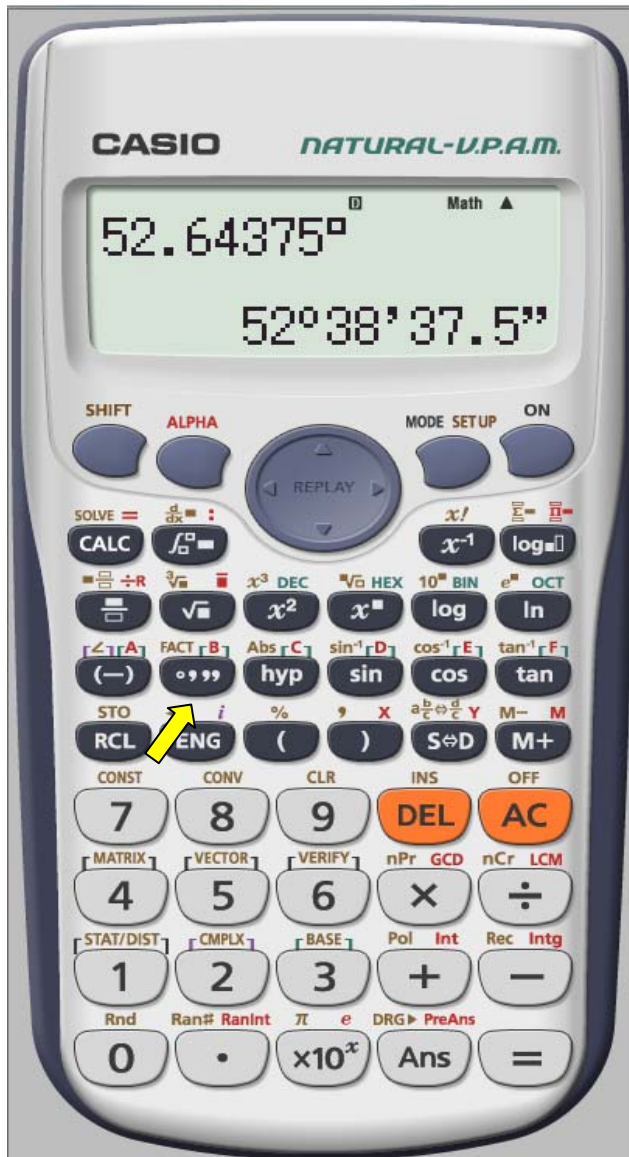 CASIO NATURAL-V.P.A.M.
D Math ▲
52.64375°
52°38’37.5”
SHIFT ALPHA MODE SETUP ON
REPLAY
SOLVE = d/dx■ : x! Σ▬ Π▬
CALC ∫▬ x⁻¹ log■□
■▬ ÷R ³√■ x³ DEC ■√□ HEX 10■ BIN e■ OCT
√■ x² x■ log ln
∠ A FACT B Abs C sin⁻¹ D cos⁻¹ E tan⁻¹ F
(−) °’” hyp sin cos tan
STO i % , X a b/c⇔d/c Y M− M
RCL ENG ( ) S⇔D M+
CONST CONV CLR INS OFF
7 8 9 DEL AC
MATRIX VECTOR VERIFY nPr GCD nCr LCM
4 5 6 × ÷
STAT/DIST CMPLX BASE Pol Int Rec Intg
1 2 3 + −
Rnd Ran# RanInt π e DRG▶ PreAns
0 • ×10ˣ Ans =